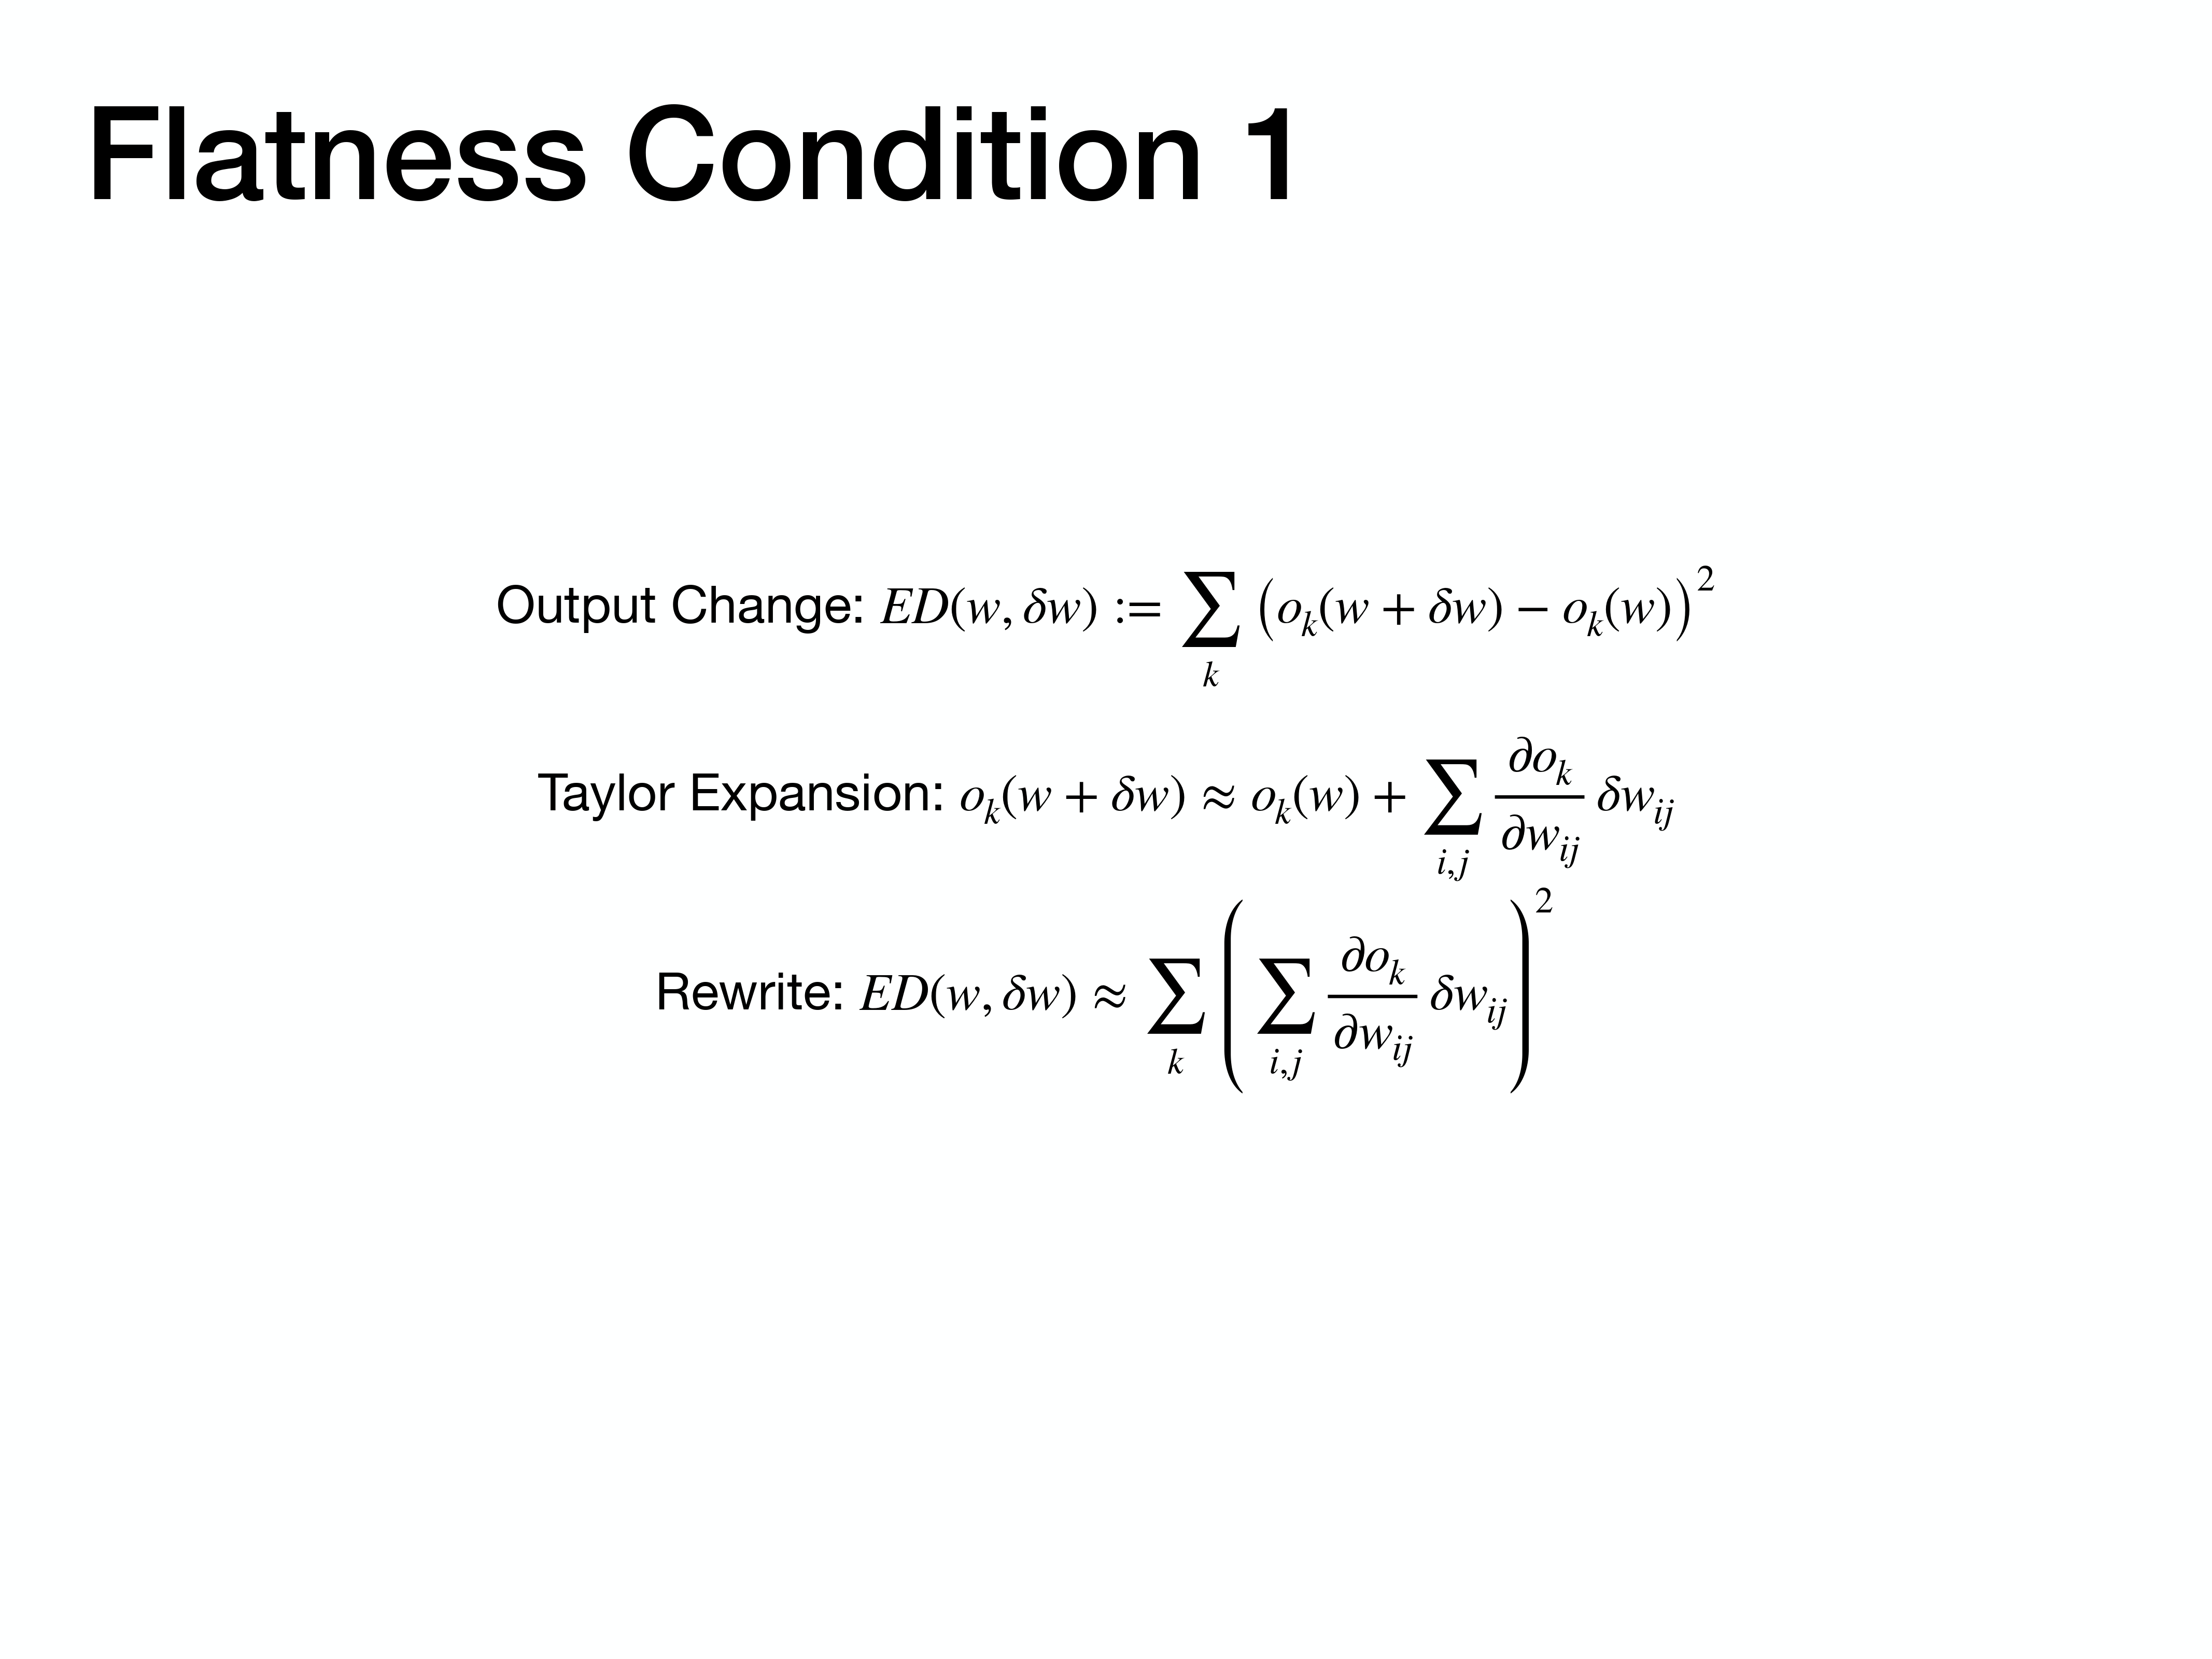 Flatness Condition 1
Output Change: $ED(w, \delta w) := \sum_{k} \left( o_k(w + \delta w) - o_k(w) \right)^2$
Taylor Expansion: $o_k(w + \delta w) \approx o_k(w) + \sum_{i,j} \frac{\partial o_k}{\partial w_{ij}} \delta w_{ij}$
Rewrite: $ED(w, \delta w) \approx \sum_{k} \left( \sum_{i,j} \frac{\partial o_k}{\partial w_{ij}} \delta w_{ij} \right)^2$